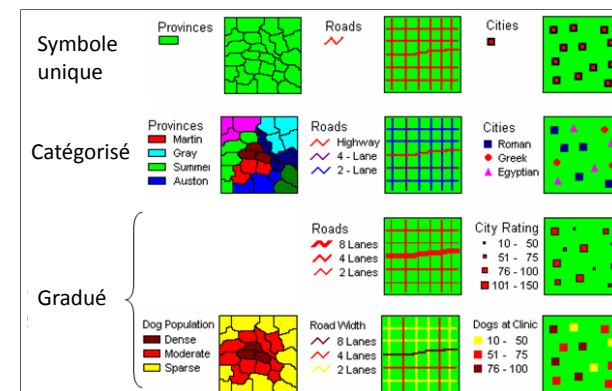 Symbole
unique
Provinces
Roads
Cities
Catégorisé
Provinces
Martin
Gray
Summer
Auston
Roads
Highway
4 - Lane
2 - Lane
Cities
Roman
Greek
Egyptian
Gradué
Roads
8 Lanes
4 Lanes
2 Lanes
City Rating
10 - 50
51 - 75
76 - 100
101 - 150
Dog Population
Dense
Moderate
Sparse
Road Width
8 Lanes
4 Lanes
2 Lanes
Dogs at Clinic
10 - 50
51 - 75
76 - 100